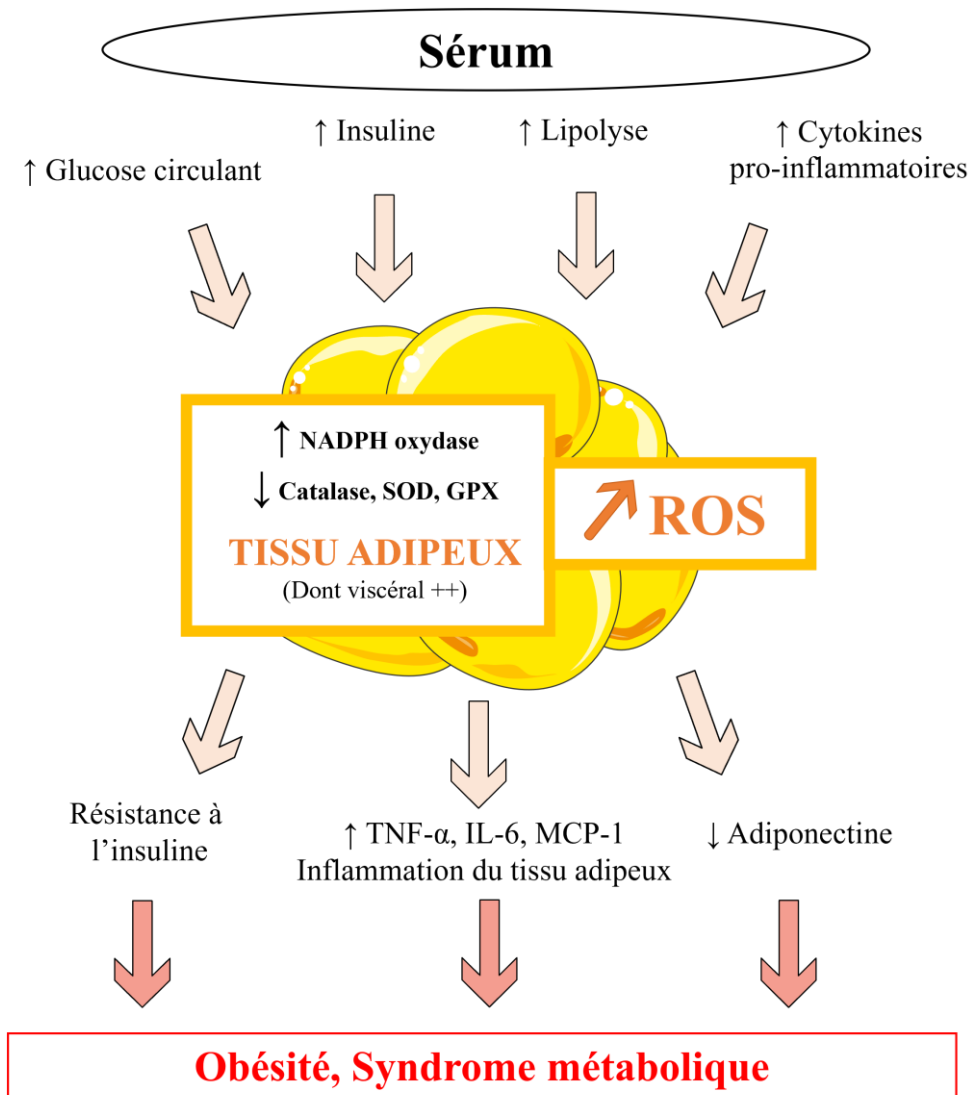 Sérum
↑ Insuline
↑ Lipolyse
↑ Cytokines
pro-inflammatoires
↑ Glucose circulant
↑ NADPH oxydase
↓ Catalase, SOD, GPX
TISSU ADIPEUX
(Dont viscéral ++)
ROS
Résistance à
l’insuline
↑ TNF-α, IL-6, MCP-1
Inflammation du tissu adipeux
↓ Adiponectine
Obésité, Syndrome métabolique